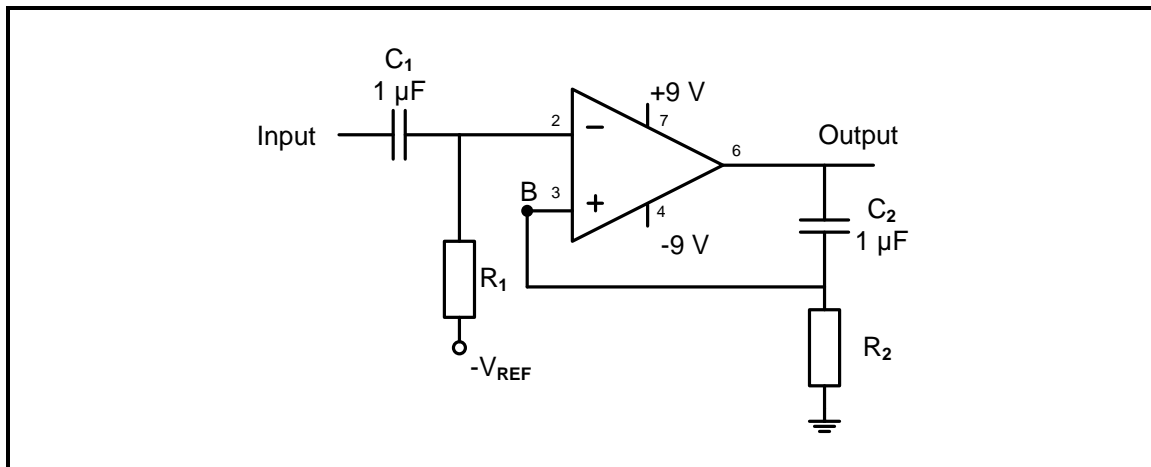 C₁
1 µF
+9 V
Input
2
−
7
Output
6
B
3
+
4
C₂
1 µF
-9 V
R₁
R₂
-V_REF